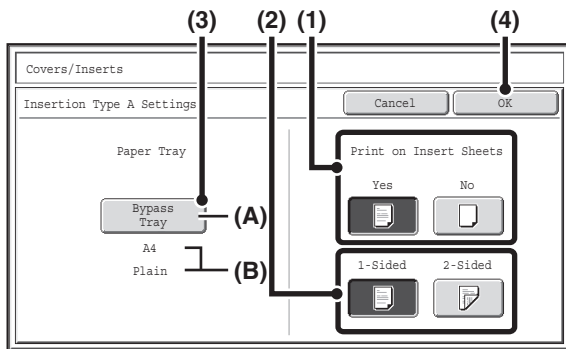 (3) (2) (1) (4)
Covers/Inserts
Insertion Type A Settings Cancel OK
Paper Tray Print on Insert Sheets
Yes No
Bypass
Tray
(A)
A4
Plain
(B)
1-Sided 2-Sided